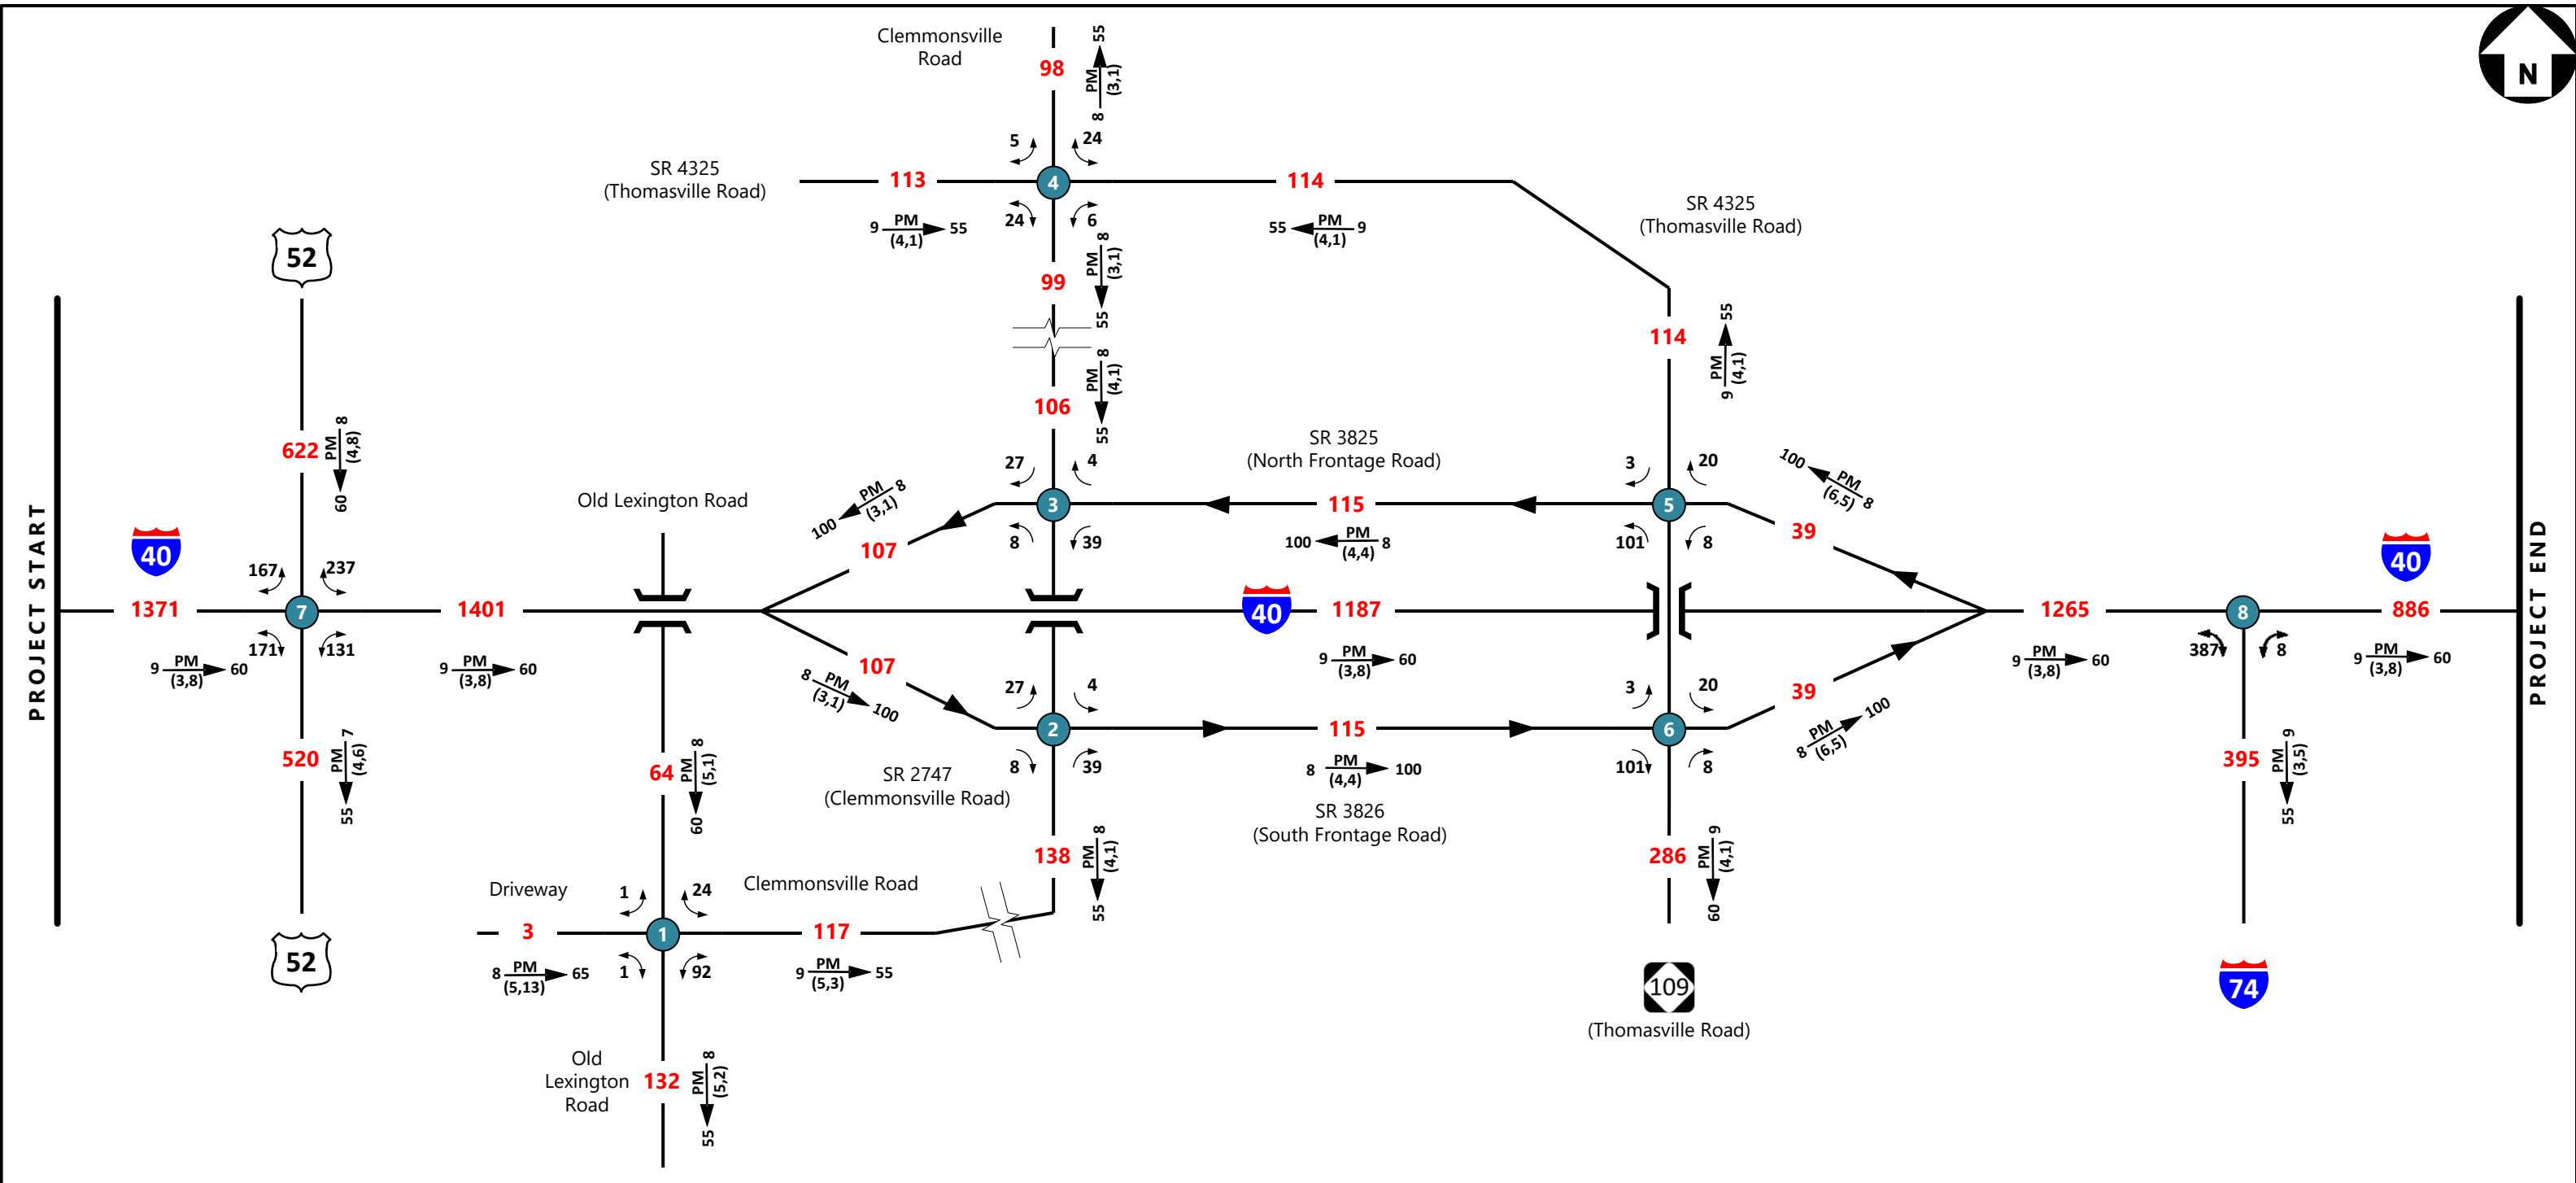 Clemmonsville
Road
98
55
PM
(3,1)
8
N
5
24
SR 4325
(Thomasville Road)
113
4
114
9 PM 55
(4,1)
24
6
55 PM 9
(4,1)
SR 4325
(Thomasville Road)
8
PM
(3,1)
55
99
52
114
55
PM
(4,1)
9
8
PM
(4,1)
55
106
622
8
PM
(4,8)
60
SR 3825
(North Frontage Road)
27
4
3
20
100 PM 8
(6,5)
Old Lexington Road
100 PM 8
(3,1)
3
115
5
39
107
8
39
100 PM 8
(4,4)
101
8
PROJECT START
40
40
PROJECT END
167
237
1371
7
1401
40
1187
1265
8
886
171
131
9 PM 60
(3,8)
9 PM 60
(3,8)
9 PM 60
(3,8)
9 PM 60
(3,8)
387
8
9 PM 60
(3,8)
107
8 PM 100
(3,1)
27
4
3
20
39
8 PM 100
(6,5)
2
115
6
520
7
PM
(4,6)
55
64
8
PM
(5,1)
60
8
39
8 PM 100
(4,4)
101
8
395
9
PM
(3,5)
55
SR 2747
(Clemmonsville Road)
SR 3826
(South Frontage Road)
138
8
PM
(4,1)
55
286
9
PM
(4,1)
60
Driveway
1
24
Clemmonsville Road
3
1
117
8 PM 65
(5,13)
1
92
9 PM 55
(5,3)
52
109
(Thomasville Road)
74
Old
Lexington
Road
132
8
PM
(5,2)
55